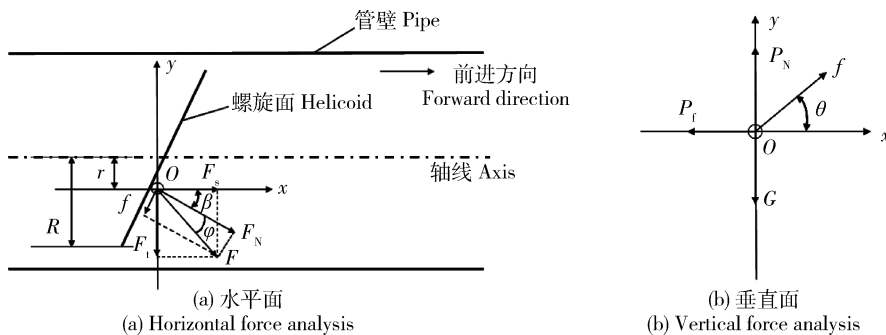 管壁 Pipe
y
前进方向
Forward direction
螺旋面 Helicoid
r
O
F_s
x
轴线 Axis
R
f
β
φ
F_N
F_t
F
(a) 水平面
(a) Horizontal force analysis
y
P_N
f
P_f
θ
O
x
G
(b) 垂直面
(b) Vertical force analysis